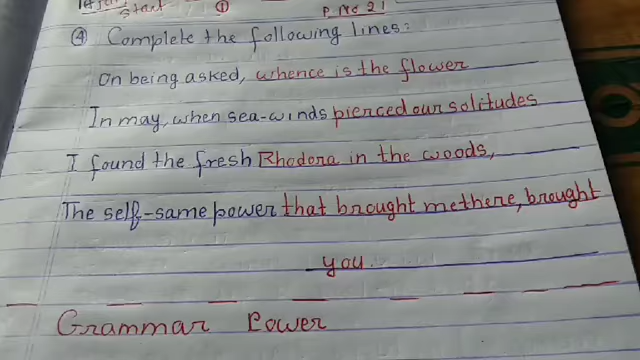 Start ①
P. No 21
④ Complete the following lines:
On being asked, whence is the flower
In may, when sea-winds pierced our solitudes
I found the fresh Rhodora in the woods,
The self-same power that brought me there, brought
you.
Grammar Power